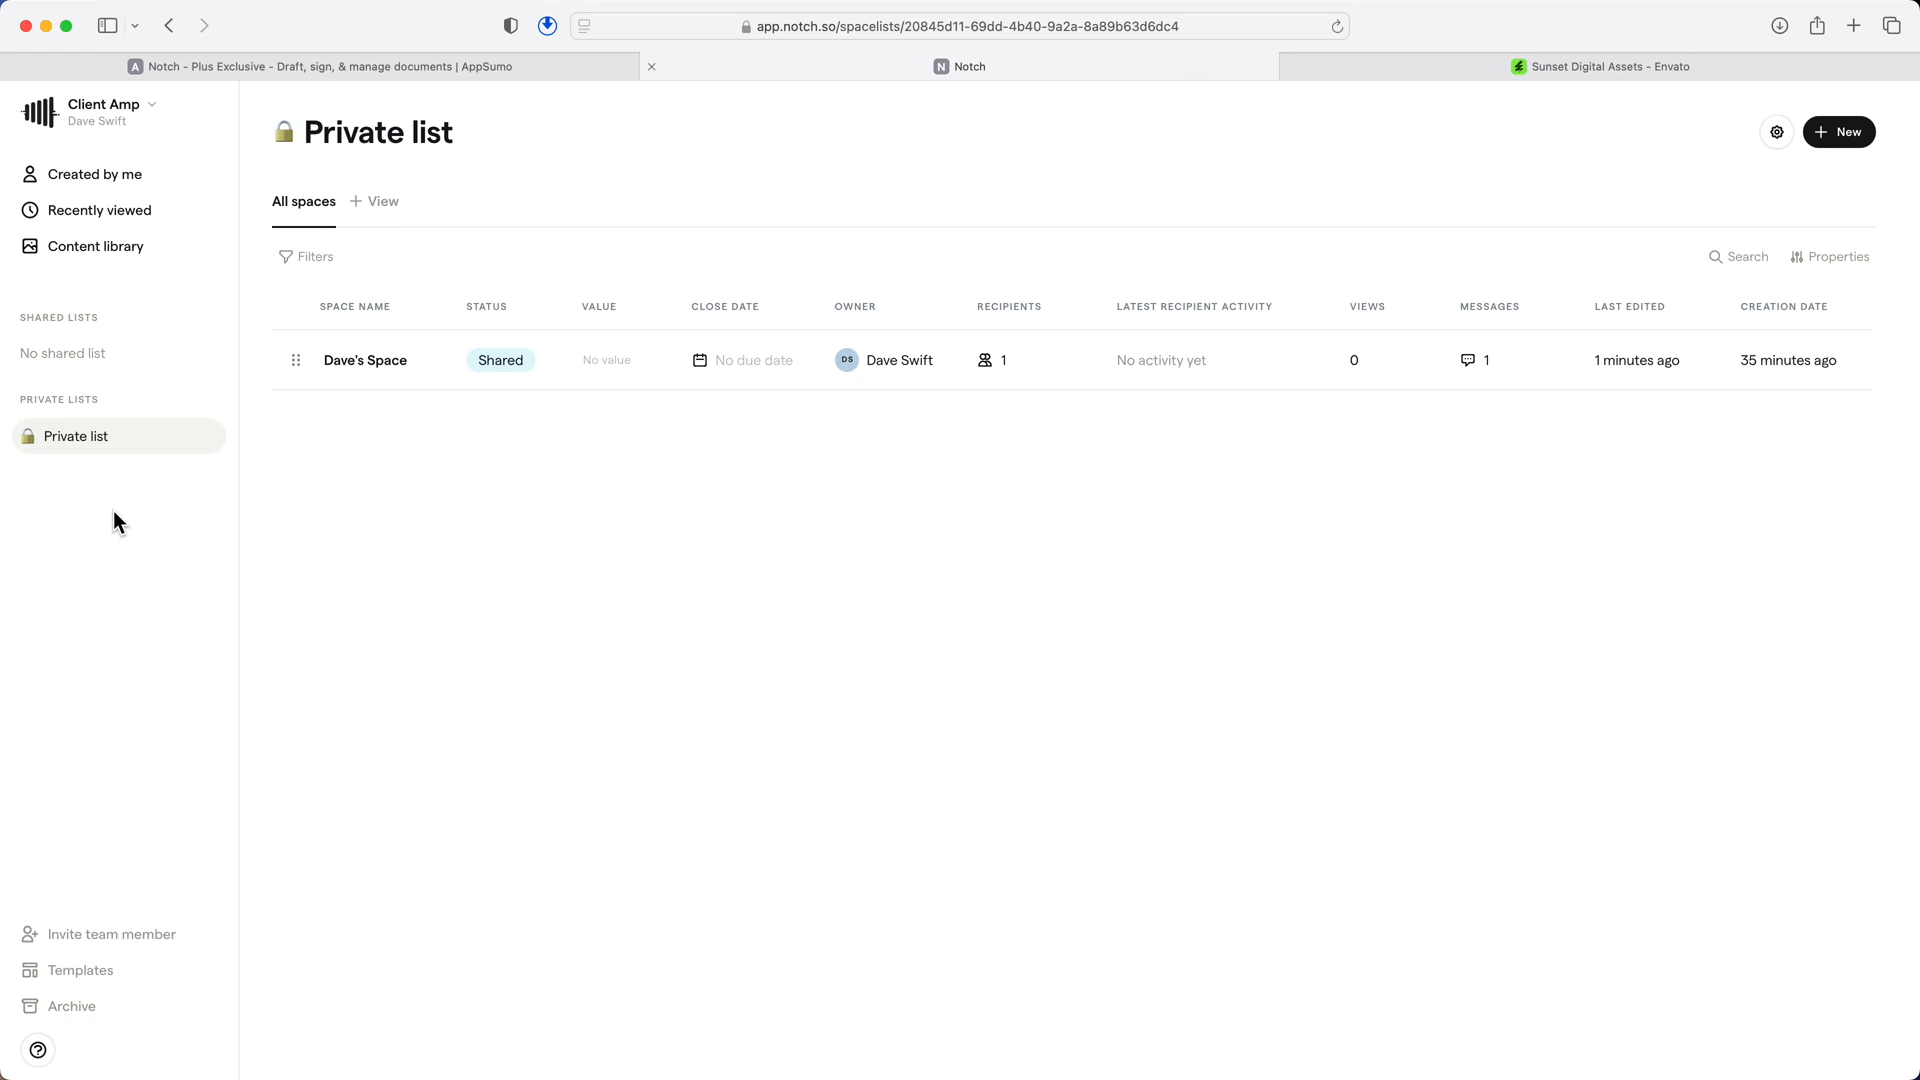 app.notch.so/spacelists/20845d11-69dd-4b40-9a2a-8a89b63d6dc4
A Notch - Plus Exclusive - Draft, sign, & manage documents | AppSumo
N Notch
Sunset Digital Assets - Envato
Client Amp
Dave Swift
Created by me
Recently viewed
Content library
SHARED LISTS
No shared list
PRIVATE LISTS
Private list
Invite team member
Templates
Archive
Private list
New
All spaces
View
Filters
Search
Properties
SPACE NAME STATUS VALUE CLOSE DATE OWNER RECIPIENTS LATEST RECIPIENT ACTIVITY VIEWS MESSAGES LAST EDITED CREATION DATE
Dave's Space Shared No value No due date DS Dave Swift 1 No activity yet 0 1 1 minutes ago 35 minutes ago